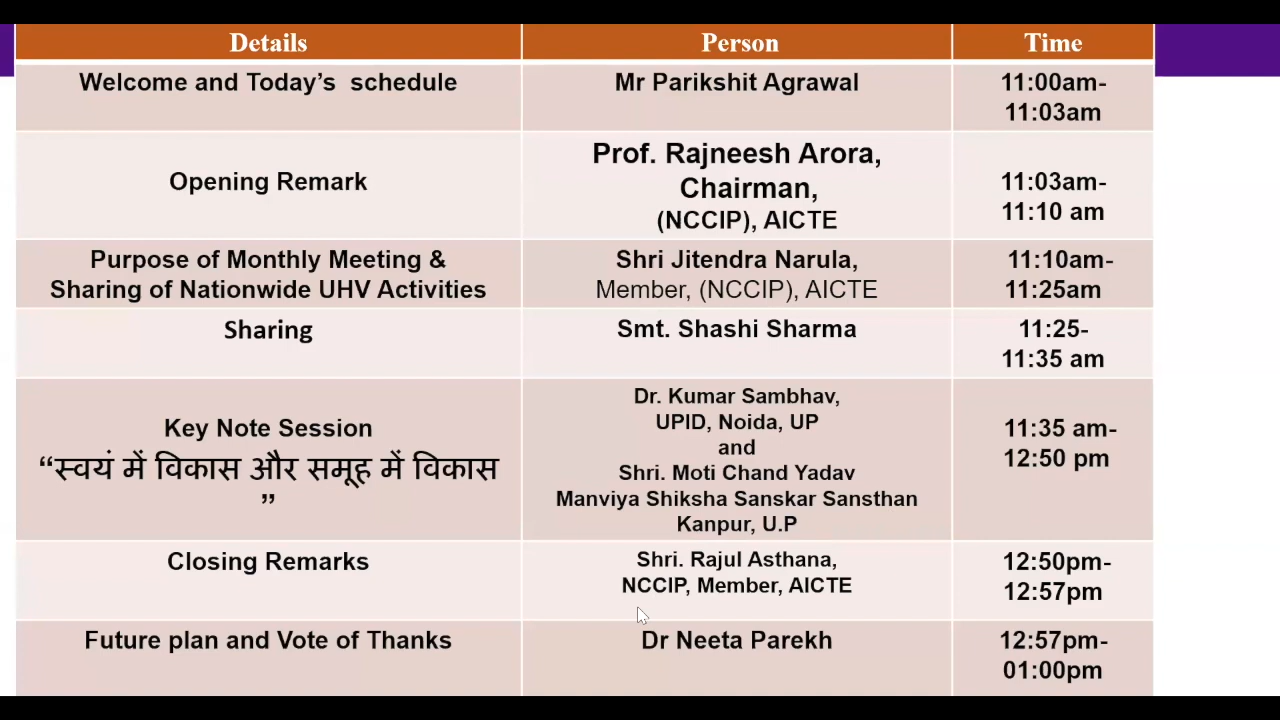 Details Person Time
Welcome and Today’s schedule Mr Parikshit Agrawal 11:00am-
11:03am
Opening Remark
Prof. Rajneesh Arora,
Chairman,
(NCCIP), AICTE
11:03am-
11:10 am
Purpose of Monthly Meeting &
Sharing of Nationwide UHV Activities
Shri Jitendra Narula,
Member, (NCCIP), AICTE
11:10am-
11:25am
Sharing
Smt. Shashi Sharma
11:25-
11:35 am
Key Note Session
“स्वयं में विकास और समूह में विकास
”
Dr. Kumar Sambhav,
UPID, Noida, UP
and
Shri. Moti Chand Yadav
Manviya Shiksha Sanskar Sansthan
Kanpur, U.P
11:35 am-
12:50 pm
Closing Remarks
Shri. Rajul Asthana,
NCCIP, Member, AICTE
12:50pm-
12:57pm
Future plan and Vote of Thanks
Dr Neeta Parekh
12:57pm-
01:00pm